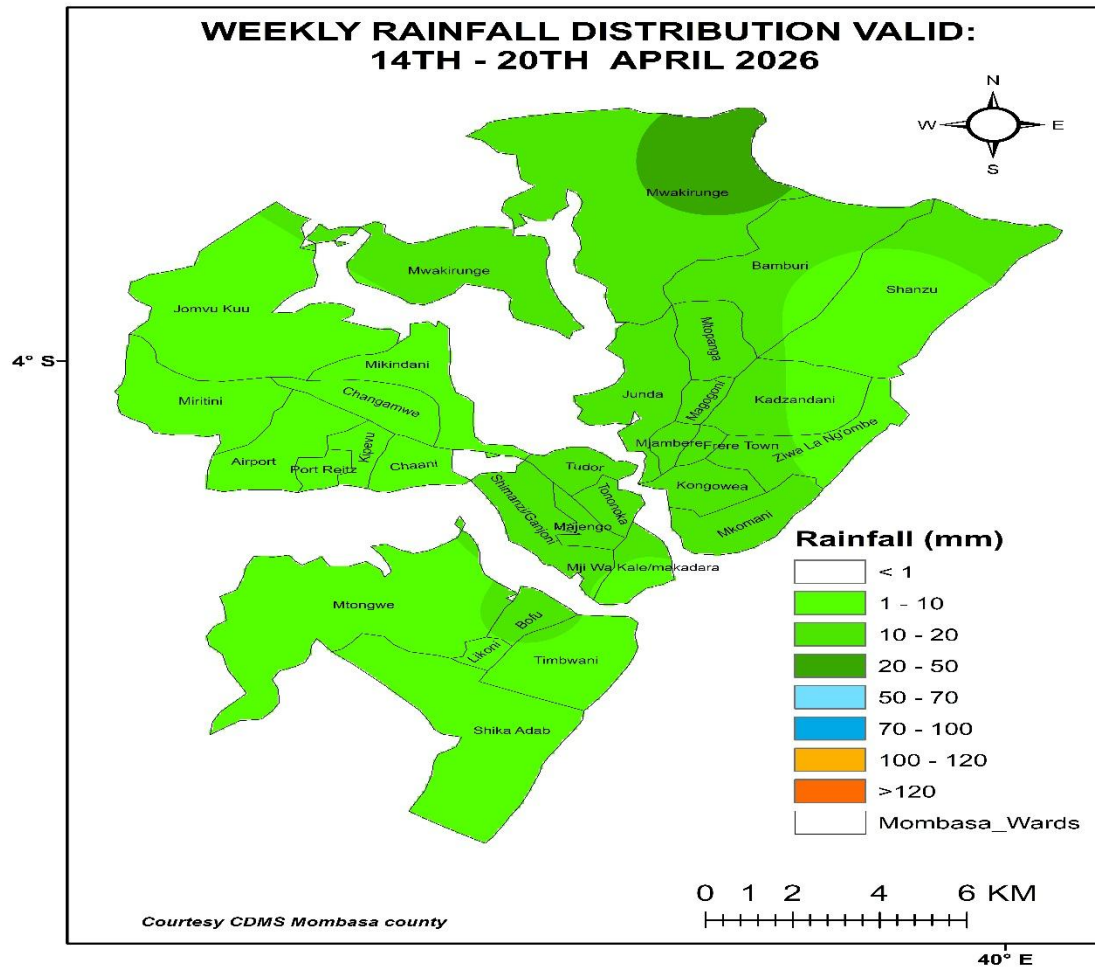 WEEKLY RAINFALL DISTRIBUTION VALID:
14TH - 20TH APRIL 2026
N
W
E
S
Mwakirunge
Mwakirunge
Bamburi
Shanzu
Jomvu Kuu
Mtopanga
4° S
Mikindani
Miritini
Changamwe
Junda
Magogoni
Kadzandani
Mjambere
Frere Town
Ziwa La Ng'ombe
Airport
Port Reitz
Kipevu
Chaani
Tudor
Kongowea
Shimanzi/Ganjoni
Tononoka
Majengo
Mkomani
Mji Wa Kale/makadara
Mtongwe
Bofu
Likoni
Timbwani
Shika Adab
Rainfall (mm)
< 1
1 - 10
10 - 20
20 - 50
50 - 70
70 - 100
100 - 120
>120
Mombasa_Wards
0 1 2 4 6 KM
Courtesy CDMS Mombasa county
40° E